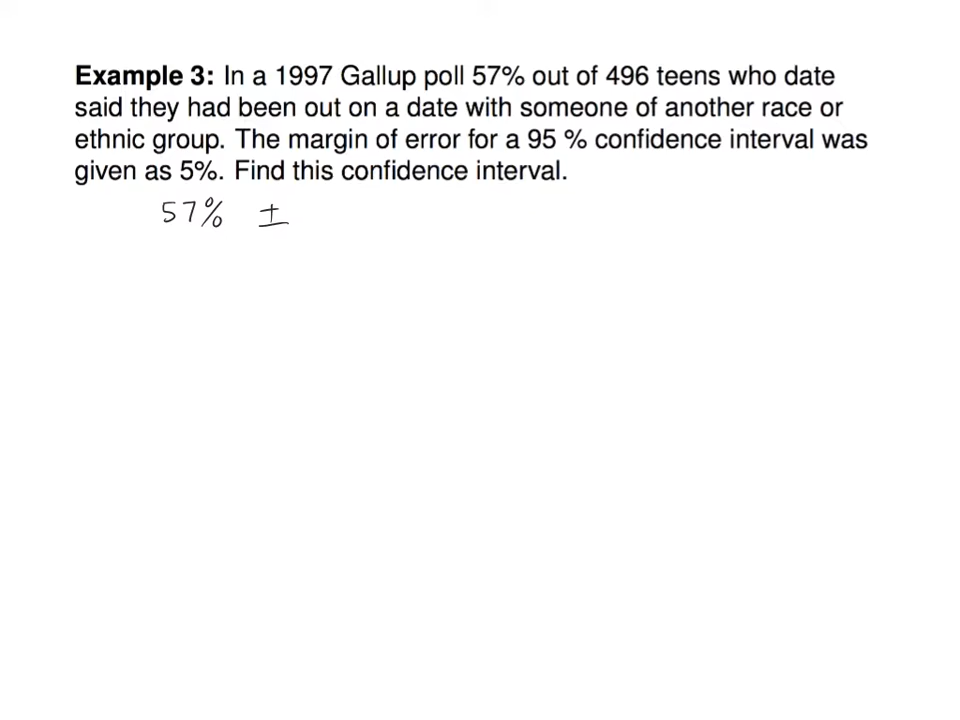 Example 3: In a 1997 Gallup poll 57% out of 496 teens who date
said they had been out on a date with someone of another race or
ethnic group. The margin of error for a 95 % confidence interval was
given as 5%. Find this confidence interval.
57% ±